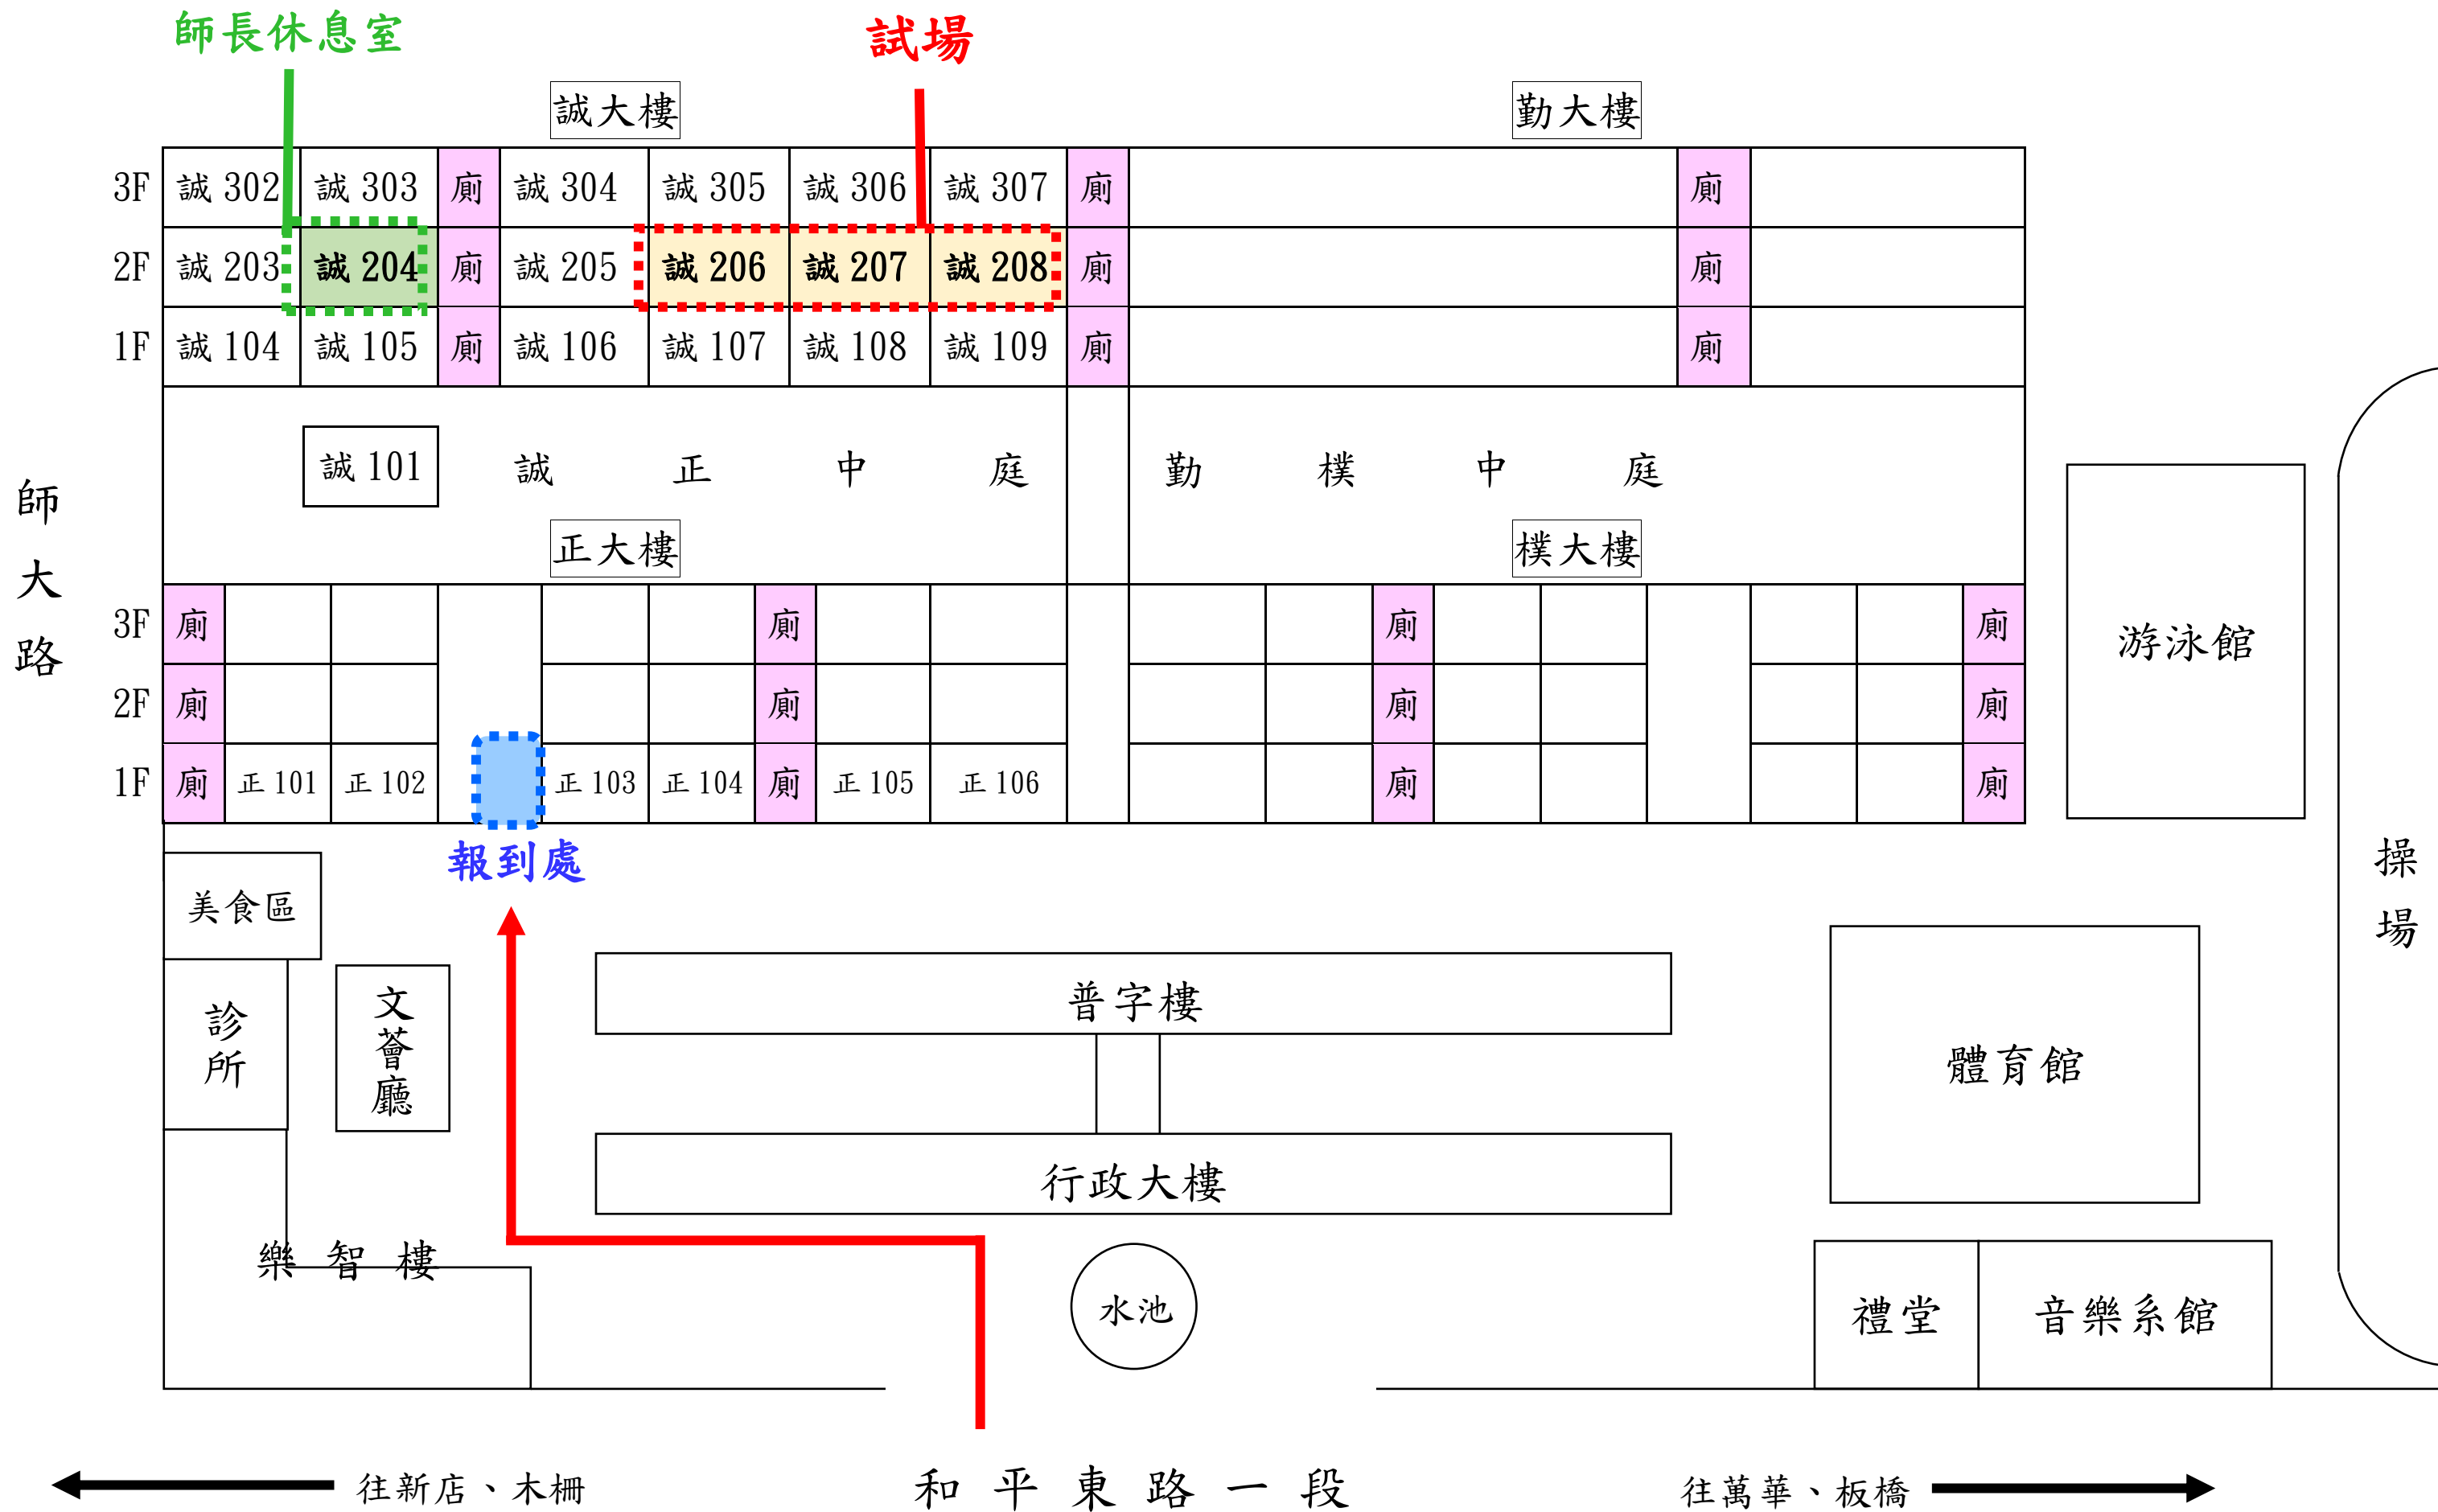 師長休息室
試場
誠大樓
勤大樓
3F 誠 302 誠 303 廁 誠 304 誠 305 誠 306 誠 307 廁 廁
2F 誠 203 誠 204 廁 誠 205 誠 206 誠 207 誠 208 廁 廁
1F 誠 104 誠 105 廁 誠 106 誠 107 誠 108 誠 109 廁 廁
誠 101 誠正中庭 勤樸中庭
師大路
正大樓
樸大樓
3F 廁 廁 廁 廁
2F 廁 廁 廁 廁
1F 廁 正 101 正 102 正 103 正 104 廁 正 105 正 106 廁 廁
游泳館
操場
報到處
美食區
診所
文薈廳
普字樓
體育館
行政大樓
樂智樓
水池
禮堂
音樂系館
往新店、木柵
和平東路一段
往萬華、板橋